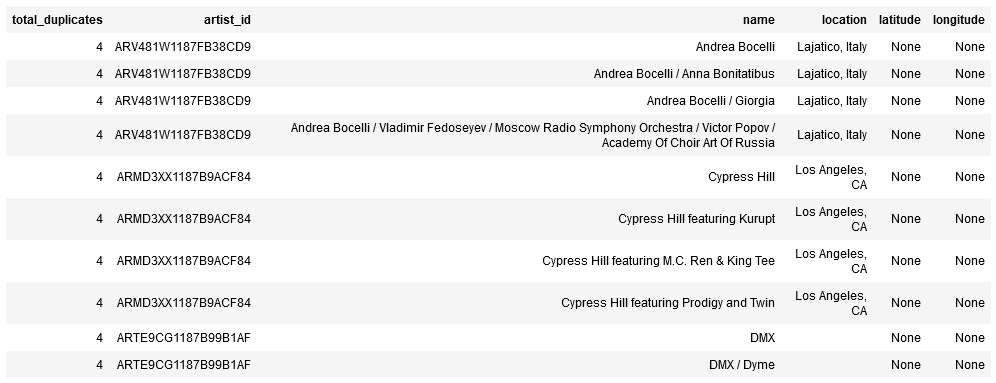 total_duplicates artist_id name location latitude longitude
4 ARV481W1187FB38CD9 Andrea Bocelli Lajatico, Italy None None
4 ARV481W1187FB38CD9 Andrea Bocelli / Anna Bonitatibus Lajatico, Italy None None
4 ARV481W1187FB38CD9 Andrea Bocelli / Giorgia Lajatico, Italy None None
4 ARV481W1187FB38CD9 Andrea Bocelli / Vladimir Fedoseyev / Moscow Radio Symphony Orchestra / Victor Popov /
Academy Of Choir Art Of Russia Lajatico, Italy None None
4 ARMD3XX1187B9ACF84 Cypress Hill Los Angeles,
CA None None
4 ARMD3XX1187B9ACF84 Cypress Hill featuring Kurupt Los Angeles,
CA None None
4 ARMD3XX1187B9ACF84 Cypress Hill featuring M.C. Ren & King Tee Los Angeles,
CA None None
4 ARMD3XX1187B9ACF84 Cypress Hill featuring Prodigy and Twin Los Angeles,
CA None None
4 ARTE9CG1187B99B1AF DMX None None
4 ARTE9CG1187B99B1AF DMX / Dyme None None